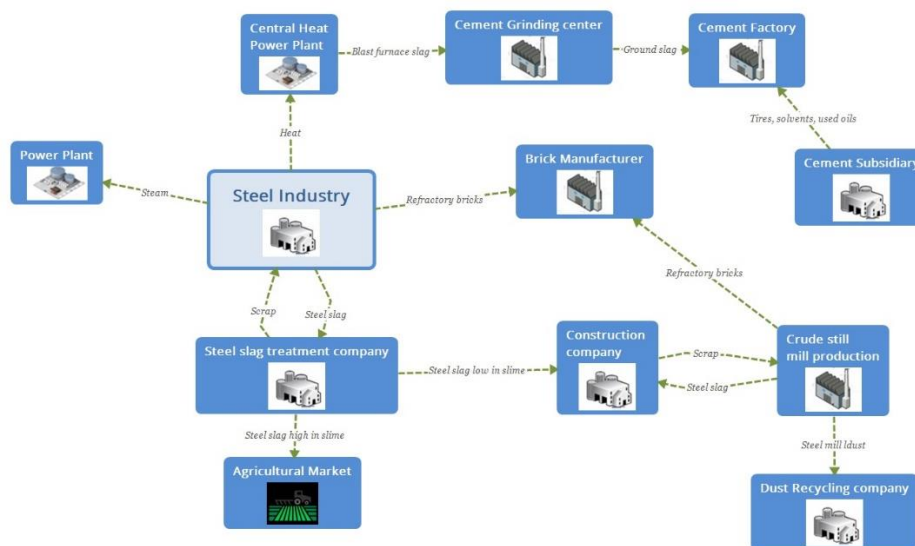 Central Heat
Power Plant
Blast furnace slag
Cement Grinding center
Ground slag
Cement Factory
Heat
Tires, solvents, used oils
Power Plant
Steam
Steel Industry
Refractory bricks
Brick Manufacturer
Cement Subsidiary
Refractory bricks
Scrap
Steel slag
Steel slag treatment company
Steel slag low in slime
Construction
company
Scrap
Steel slag
Crude still
mill production
Steel slag high in slime
Steel mill ldust
Agricultural Market
Dust Recycling company